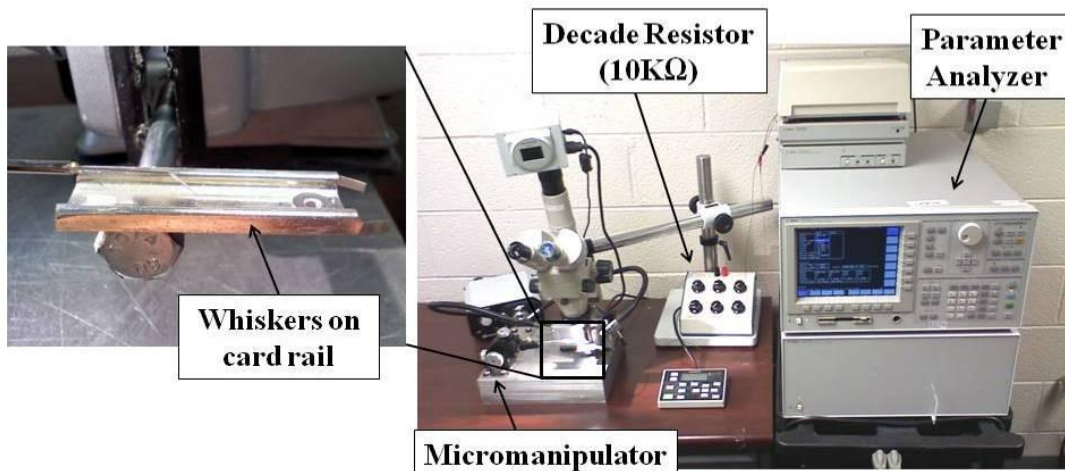 Decade Resistor
(10KΩ)
Parameter
Analyzer
Whiskers on
card rail
Micromanipulator